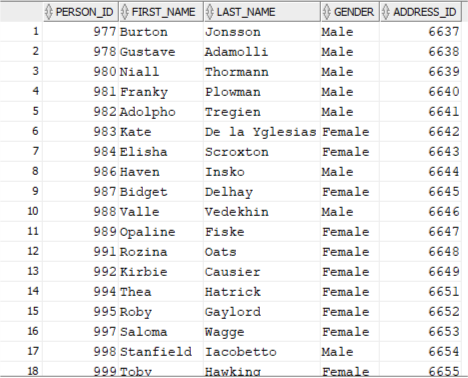 PERSON_ID FIRST_NAME LAST_NAME GENDER ADDRESS_ID
1 977 Burton Jonsson Male 6637
2 978 Gustave Adamolli Male 6638
3 980 Niall Thormann Male 6639
4 981 Franky Plowman Male 6640
5 982 Adolpho Tregien Male 6641
6 983 Kate De la Yglesias Female 6642
7 984 Elisha Scroxton Female 6643
8 986 Haven Insko Male 6644
9 987 Bidget Delhay Female 6645
10 988 Valle Vedekhin Male 6646
11 989 Opaline Fiske Female 6647
12 991 Rozina Oats Female 6648
13 992 Kirbie Causier Female 6649
14 994 Thea Hatrick Female 6651
15 995 Roby Gaylord Female 6652
16 997 Saloma Wagge Female 6653
17 998 Stanfield Iacobetto Male 6654
18 999 Toby Hawking Female 6655